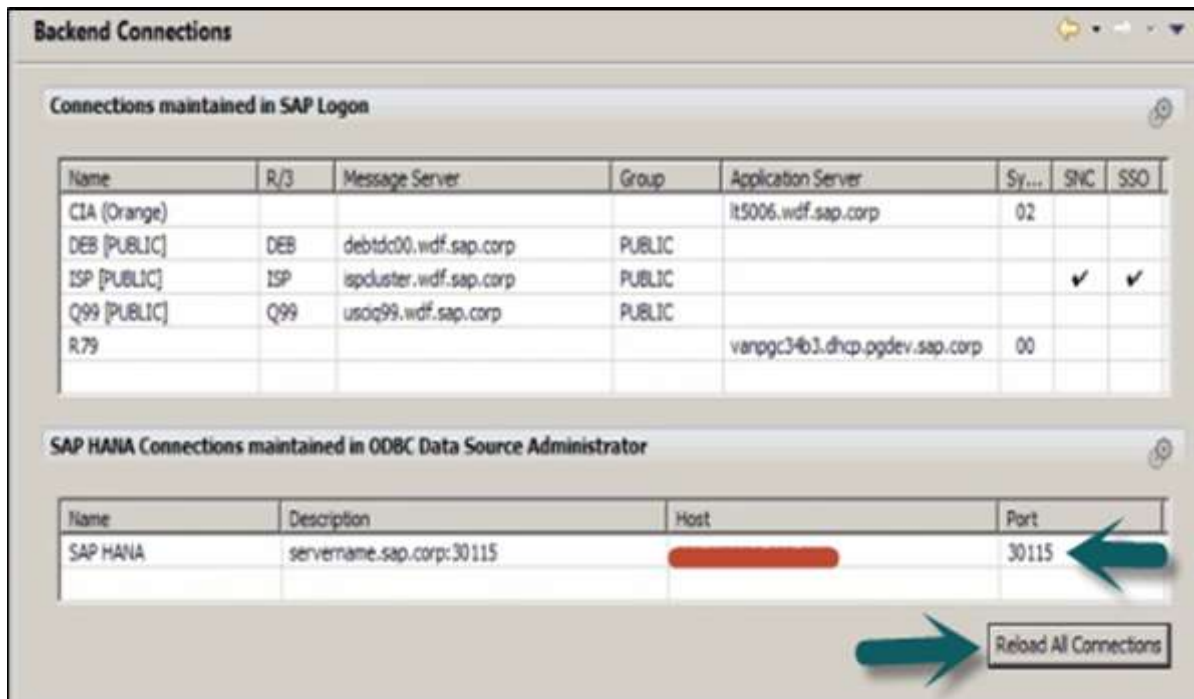 Backend Connections
Connections maintained in SAP Logon
Name R/3 Message Server Group Application Server Sy... SNC SSO
CIA (Orange) lt5006.wdf.sap.corp 02
DEB [PUBLIC] DEB debtdc00.wdf.sap.corp PUBLIC
ISP [PUBLIC] ISP ispcluster.wdf.sap.corp PUBLIC ✔ ✔
Q99 [PUBLIC] Q99 usciq99.wdf.sap.corp PUBLIC
R79 vanpgc34b3.dhcp.pgdev.sap.corp 00
SAP HANA Connections maintained in ODBC Data Source Administrator
Name Description Host Port
SAP HANA servername.sap.corp:30115 30115
Reload All Connections